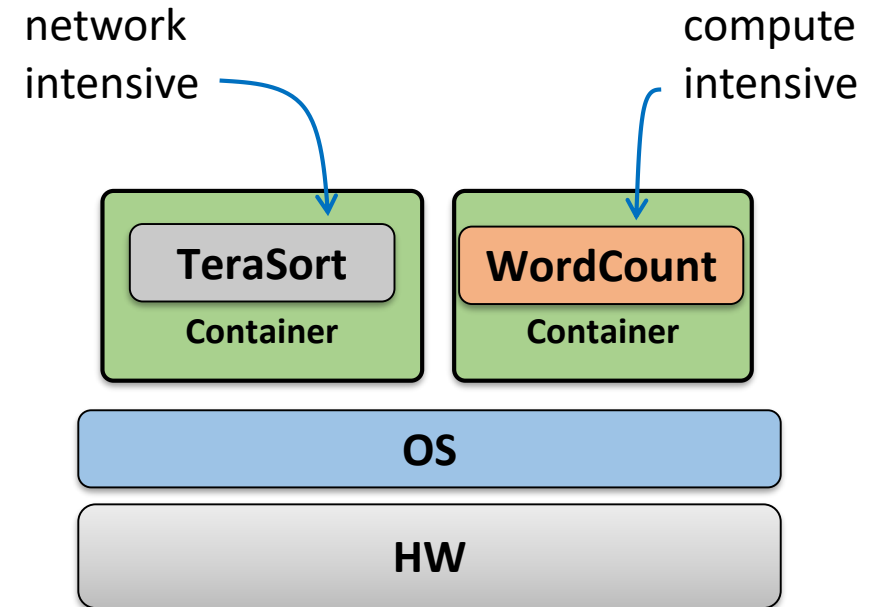 network
intensive
compute
intensive
TeraSort
Container
WordCount
Container
OS
HW